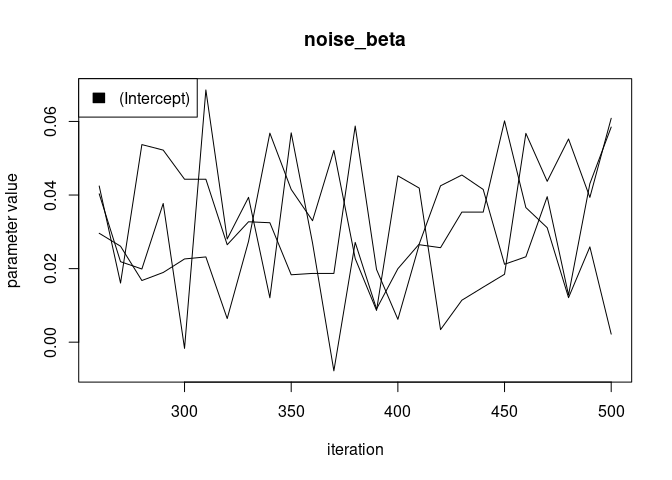 noise_beta
(Intercept)
0.06
0.04
0.02
0.00
parameter value
300 350 400 450 500
iteration